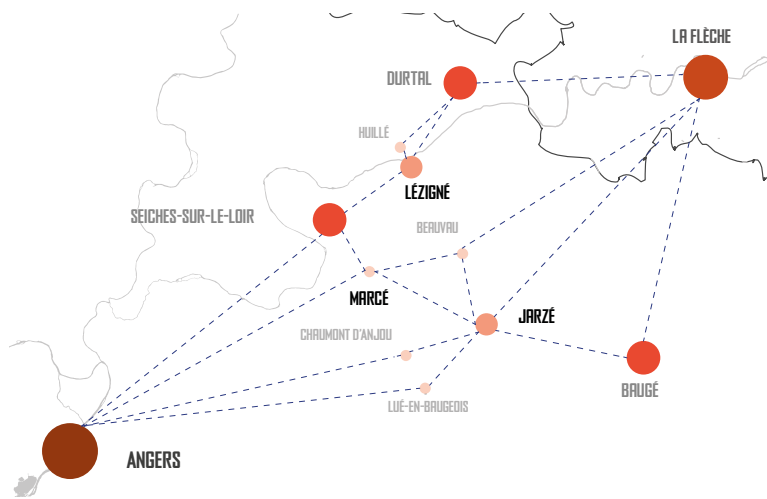 LA FLÈCHE
DURTAL
HUILLÉ
LÉZIGNÉ
SEICHES-SUR-LE-LOIR
BEAUVAU
MARCÉ
JARZÉ
CHAUMONT D'ANJOU
BAUGÉ
LUÉ-EN-BAUGEOIS
ANGERS